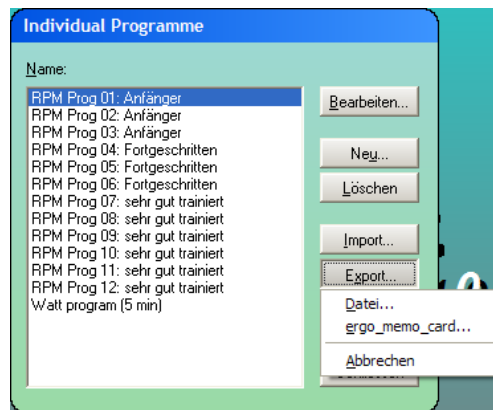 Individual Programme
Name:
RPM Prog 01: Anfänger
RPM Prog 02: Anfänger
RPM Prog 03: Anfänger
RPM Prog 04: Fortgeschritten
RPM Prog 05: Fortgeschritten
RPM Prog 06: Fortgeschritten
RPM Prog 07: sehr gut trainiert
RPM Prog 08: sehr gut trainiert
RPM Prog 09: sehr gut trainiert
RPM Prog 10: sehr gut trainiert
RPM Prog 11: sehr gut trainiert
RPM Prog 12: sehr gut trainiert
Watt program (5 min)
Bearbeiten...
Neu...
Löschen
Import...
Export...
Datei...
ergo_memo_card...
Abbrechen